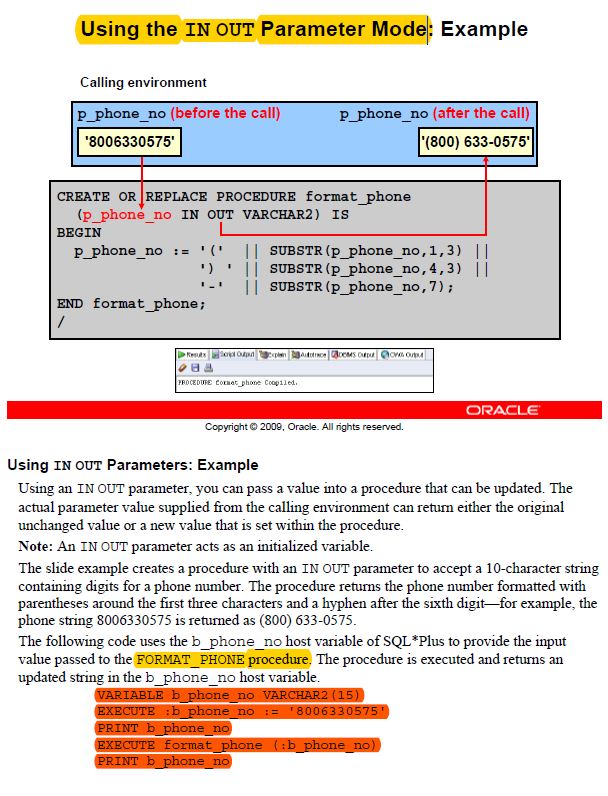 Using the IN OUT Parameter Mode: Example
Calling environment
p_phone_no (before the call) p_phone_no (after the call)
'8006330575' '(800) 633-0575'
CREATE OR REPLACE PROCEDURE format_phone
(p_phone_no IN OUT VARCHAR2) IS
BEGIN
p_phone_no := '(' || SUBSTR(p_phone_no,1,3) ||
') ' || SUBSTR(p_phone_no,4,3) ||
'-' || SUBSTR(p_phone_no,7);
END format_phone;
/
Results Script Output Explain Autotrace DBMS Output OWA Output
PROCEDURE format_phone Compiled.
ORACLE
Copyright © 2009, Oracle. All rights reserved.
Using IN OUT Parameters: Example
Using an IN OUT parameter, you can pass a value into a procedure that can be updated. The
actual parameter value supplied from the calling environment can return either the original
unchanged value or a new value that is set within the procedure.
Note: An IN OUT parameter acts as an initialized variable.
The slide example creates a procedure with an IN OUT parameter to accept a 10-character string
containing digits for a phone number. The procedure returns the phone number formatted with
parentheses around the first three characters and a hyphen after the sixth digit—for example, the
phone string 8006330575 is returned as (800) 633-0575.
The following code uses the b_phone_no host variable of SQL*Plus to provide the input
value passed to the FORMAT_PHONE procedure. The procedure is executed and returns an
updated string in the b_phone_no host variable.
VARIABLE b_phone_no VARCHAR2(15)
EXECUTE :b_phone_no := '8006330575'
PRINT b_phone_no
EXECUTE format_phone (:b_phone_no)
PRINT b_phone_no